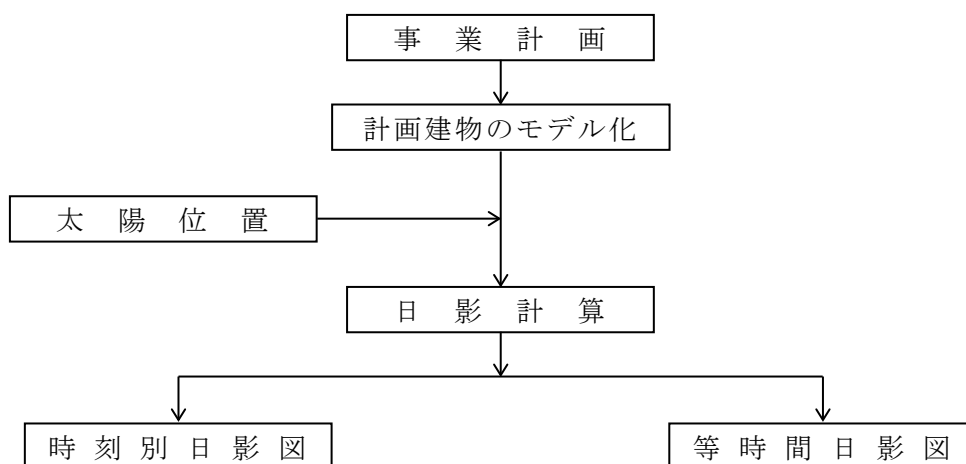 事業計画
計画建物のモデル化
太陽位置
日影計算
時刻別日影図
等時間日影図